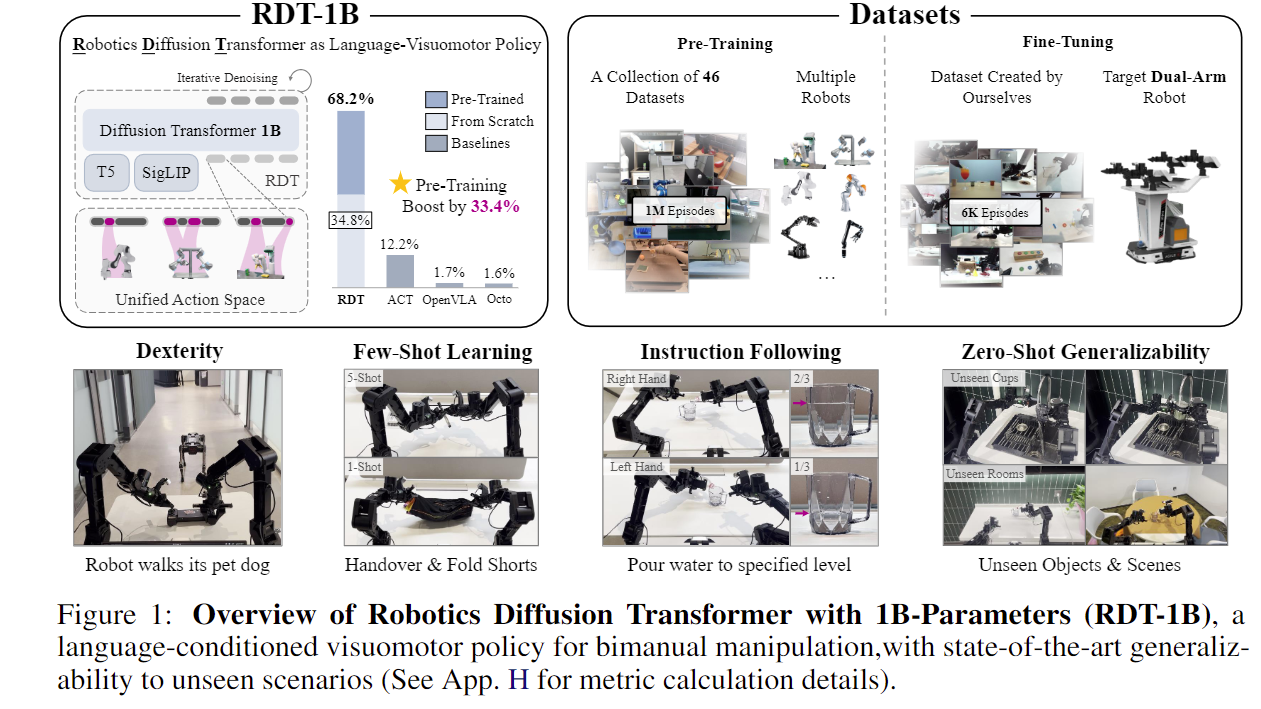 RDT-1B
Robotics Diffusion Transformer as Language-Visuomotor Policy
Iterative Denoising
Diffusion Transformer 1B
T5
SigLIP
RDT
Unified Action Space
68.2%
Pre-Trained
From Scratch
Baselines
Pre-Training
Boost by 33.4%
34.8%
12.2%
1.7%
1.6%
RDT
ACT
OpenVLA
Octo
Datasets
Pre-Training
A Collection of 46
Datasets
Multiple
Robots
1M Episodes
...
Fine-Tuning
Dataset Created by
Ourselves
Target Dual-Arm
Robot
6K Episodes
Dexterity
Robot walks its pet dog
Few-Shot Learning
5-Shot
1-Shot
Handover & Fold Shorts
Instruction Following
Right Hand
2/3
Left Hand
1/3
Pour water to specified level
Zero-Shot Generalizability
Unseen Cups
Unseen Rooms
Unseen Objects & Scenes
Figure 1: Overview of Robotics Diffusion Transformer with 1B-Parameters (RDT-1B), a
language-conditioned visuomotor policy for bimanual manipulation,with state-of-the-art generaliz-
ability to unseen scenarios (See App. H for metric calculation details).